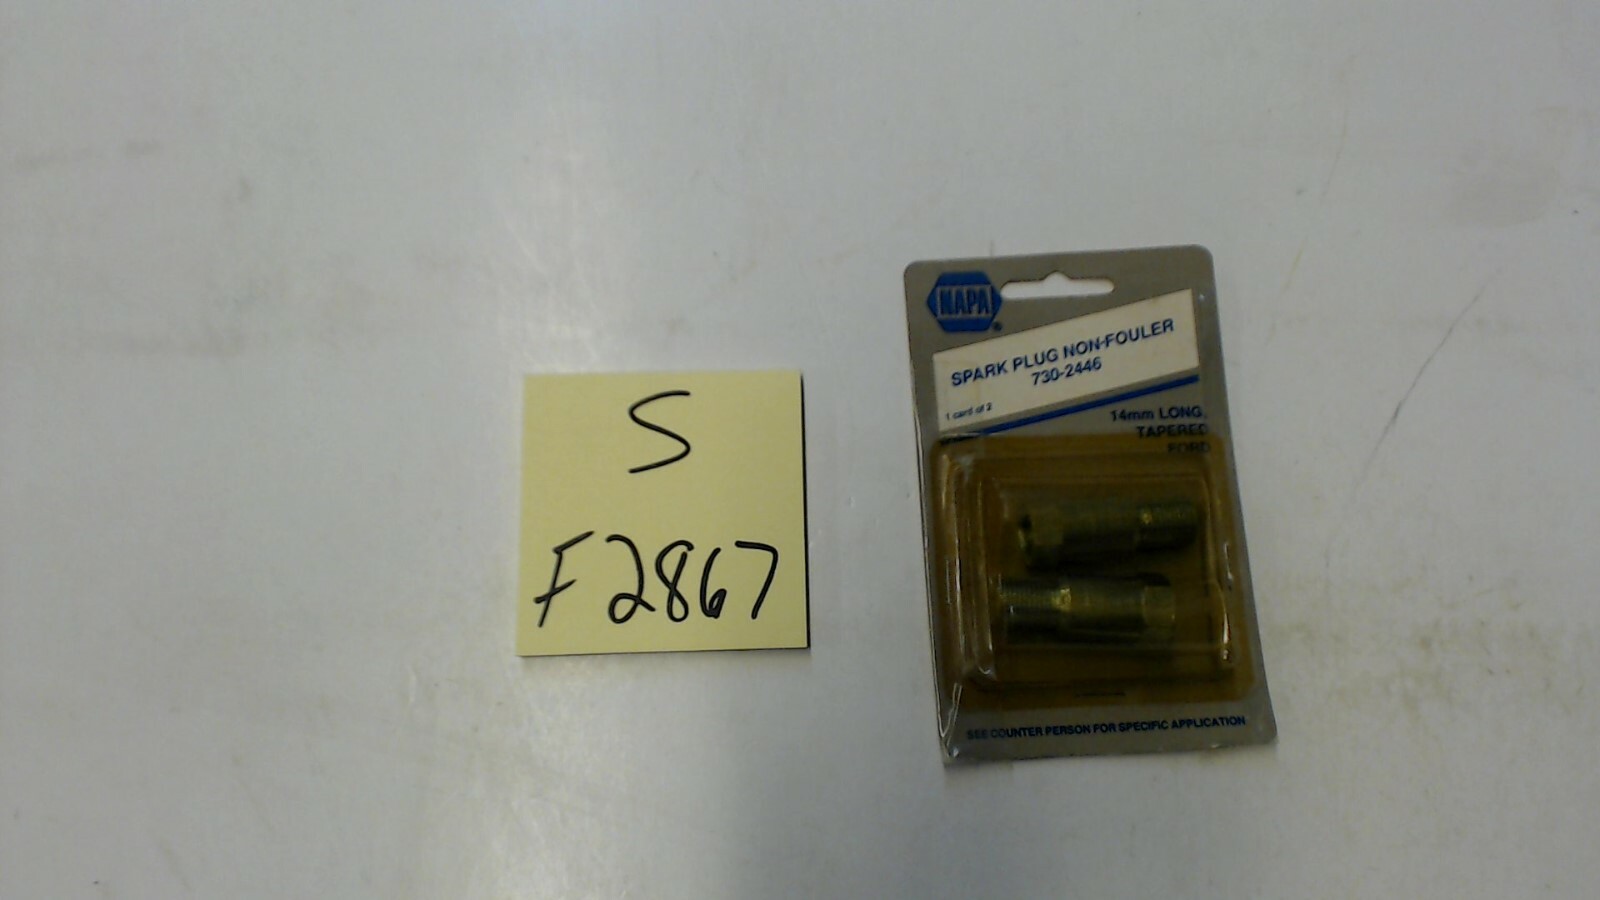 S
F2867
NAPA®
SPARK PLUG NON-FOULER
730-2446
1 card of 2
14mm LONG,
TAPERED
FORD
SEE COUNTER PERSON FOR SPECIFIC APPLICATION